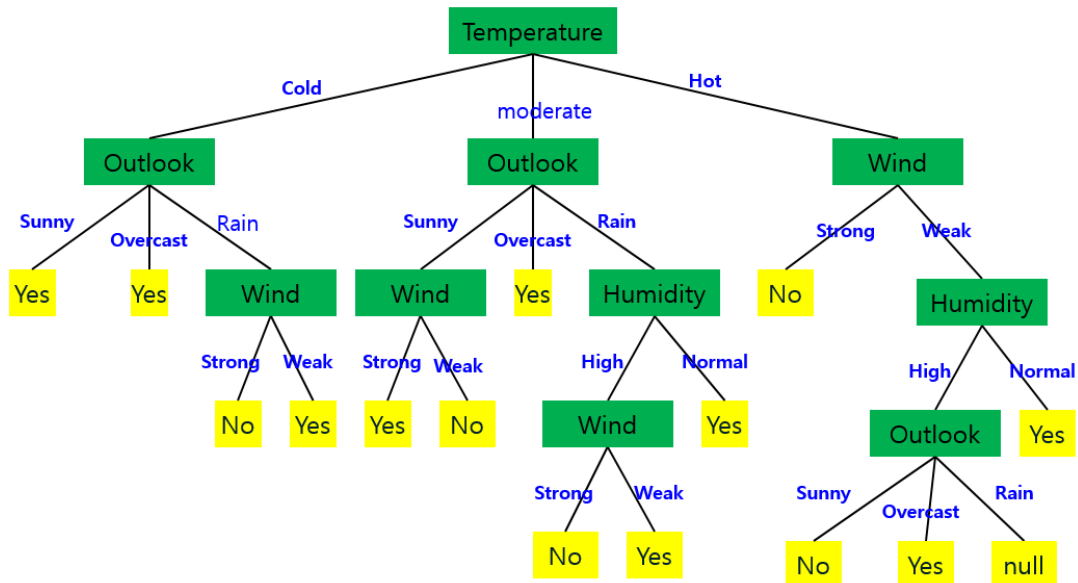 Temperature
Cold
moderate
Hot
Outlook
Outlook
Wind
Sunny
Overcast
Rain
Sunny
Overcast
Rain
Strong
Weak
Yes
Yes
Wind
Wind
Yes
Humidity
No
Humidity
Strong
Weak
Strong
Weak
High
Normal
High
Normal
No
Yes
Yes
No
Wind
Yes
Outlook
Yes
Strong
Weak
Sunny
Overcast
Rain
No
Yes
No
Yes
null